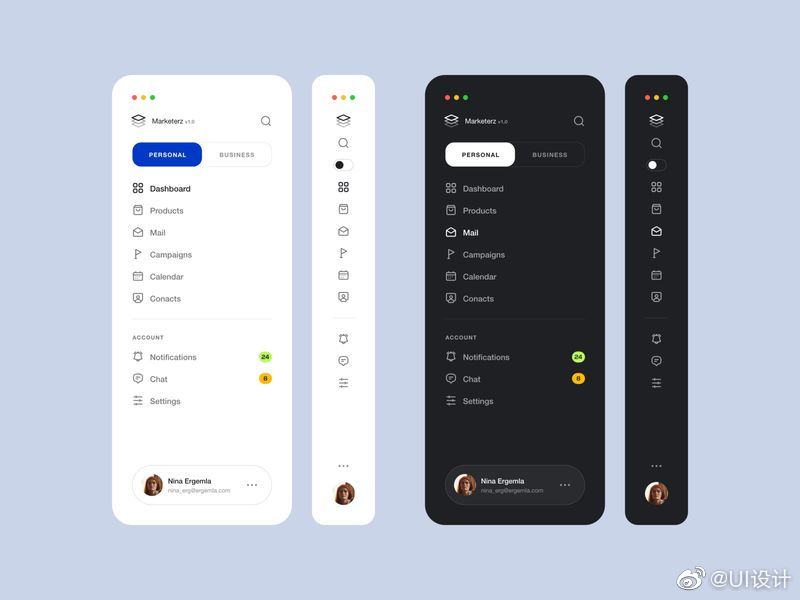 Marketerz v1.0
PERSONAL BUSINESS
Dashboard
Products
Mail
Campaigns
Calendar
Conacts
ACCOUNT
Notifications 24
Chat 8
Settings
Nina Ergemla
nina_erg@ergemla.com
Marketerz v1.0
PERSONAL BUSINESS
Dashboard
Products
Mail
Campaigns
Calendar
Conacts
ACCOUNT
Notifications 24
Chat 8
Settings
Nina Ergemla
nina_erg@ergemla.com
@UI设计